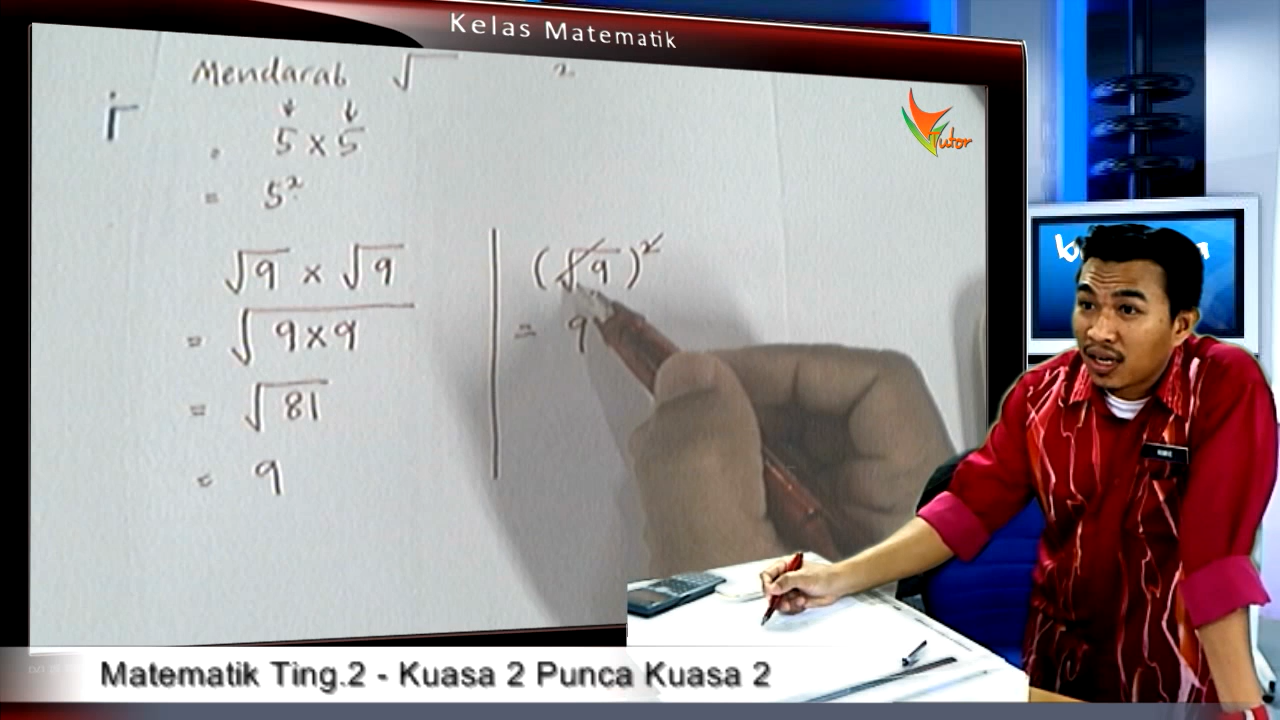 Kelas Matematik
Mendarab √ 2
i
5 × 5
= 5²
√9 × √9
= √9×9
= √81
= 9
(√9)²
= 9
Tutor
Matematik Ting.2 - Kuasa 2 Punca Kuasa 2